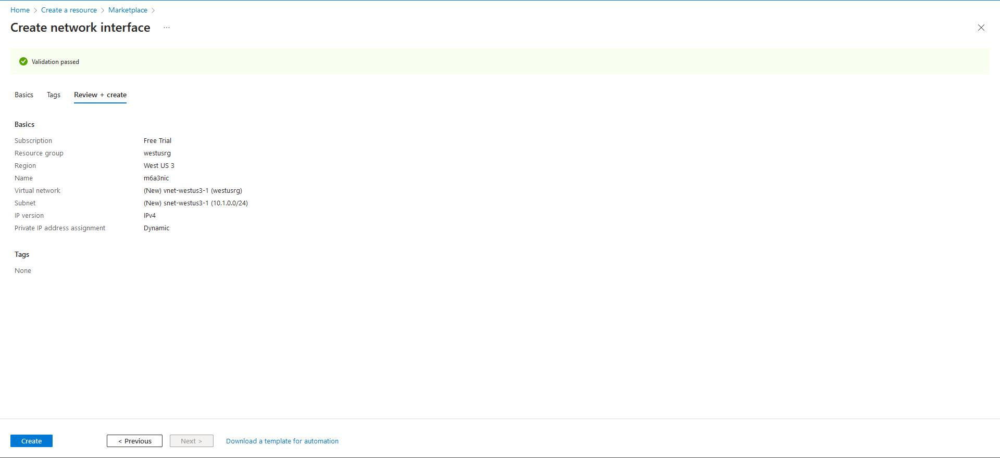 Home > Create a resource > Marketplace >
Create network interface ...
Validation passed
Basics Tags Review + create
Basics
Subscription Free Trial
Resource group westusrg
Region West US 3
Name m6a3nic
Virtual network (New) vnet-westus3-1 (westusrg)
Subnet (New) snet-westus3-1 (10.1.0.0/24)
IP version IPv4
Private IP address assignment Dynamic
Tags
None
Create < Previous Next > Download a template for automation